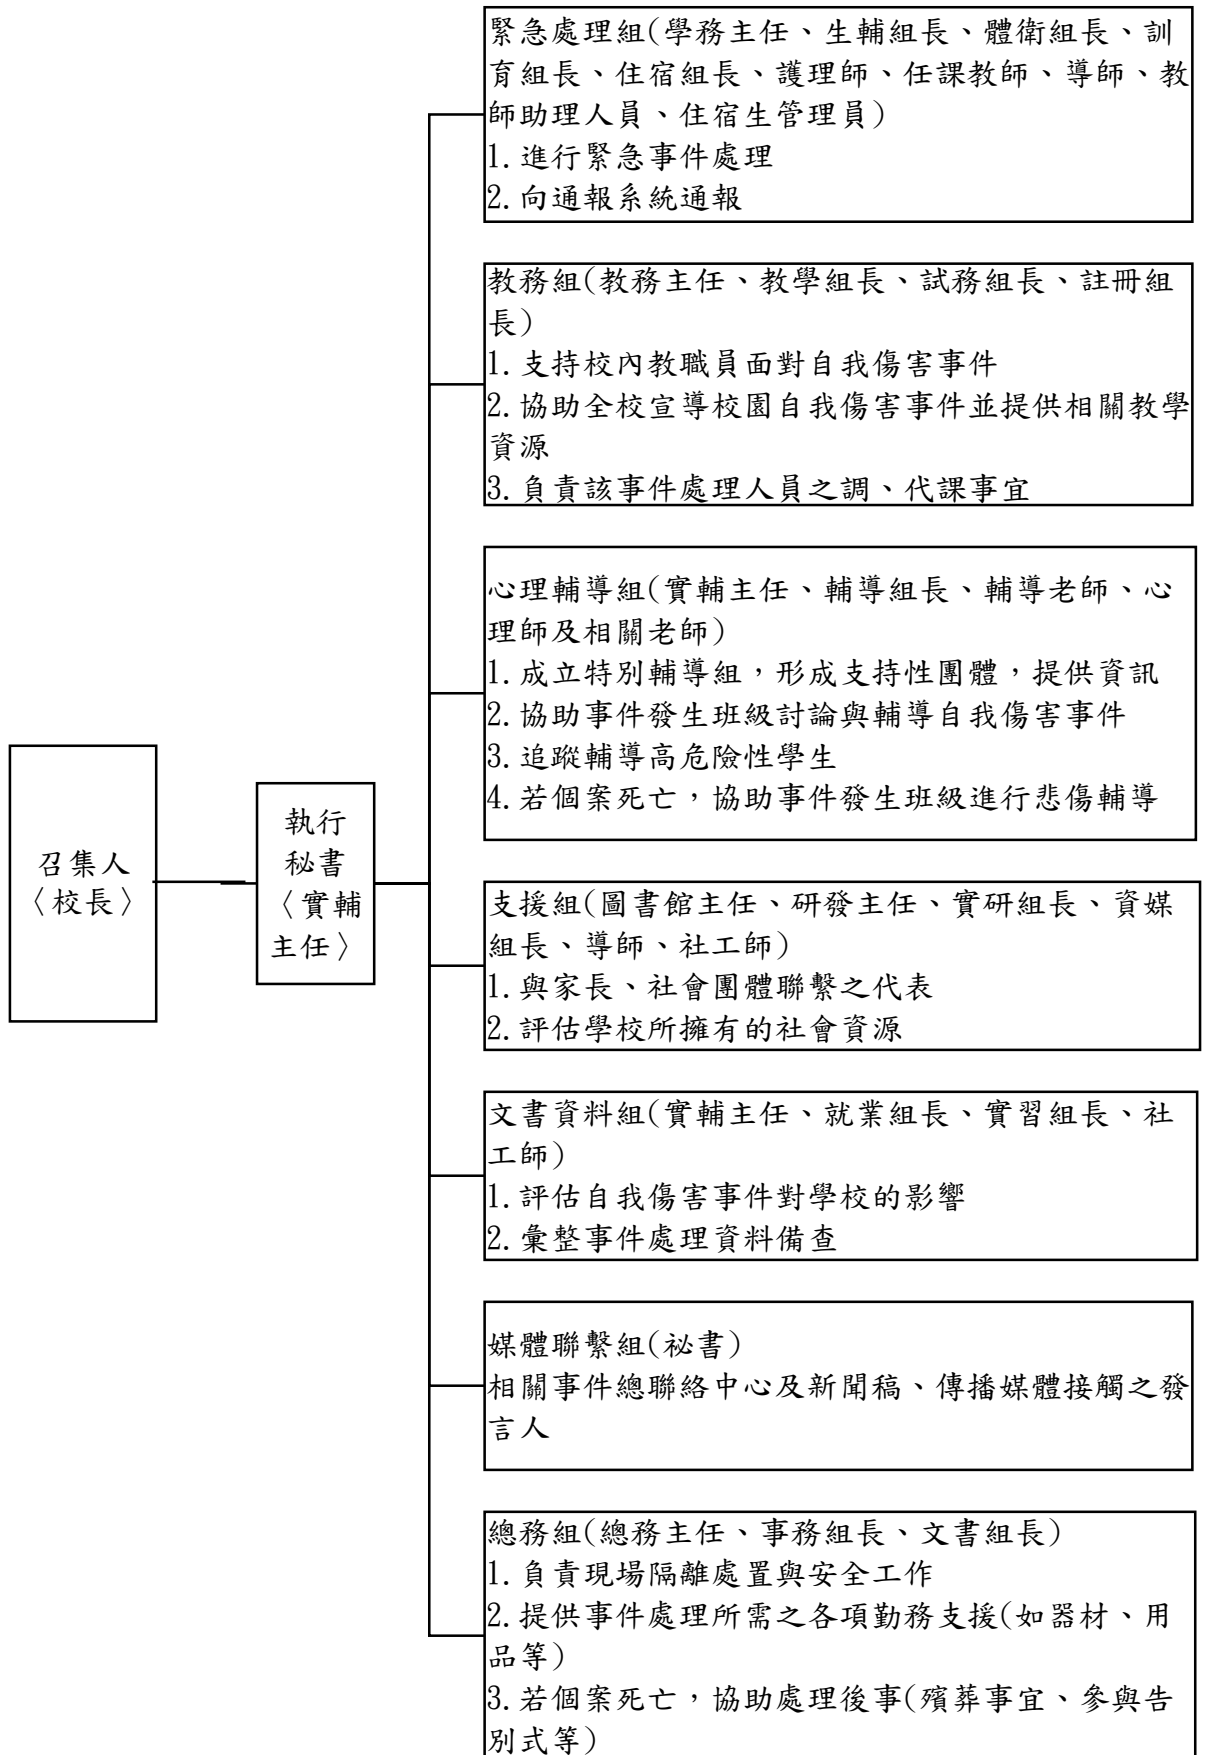 緊急處理組(學務主任、生輔組長、體衛組長、訓
育組長、住宿組長、護理師、任課教師、導師、教
師助理人員、住宿生管理員)
1.進行緊急事件處理
2.向通報系統通報
教務組(教務主任、教學組長、試務組長、註冊組
長)
1.支持校內教職員面對自我傷害事件
2.協助全校宣導校園自我傷害事件並提供相關教學
資源
3.負責該事件處理人員之調、代課事宜
心理輔導組(實輔主任、輔導組長、輔導老師、心
理師及相關老師)
1.成立特別輔導組，形成支持性團體，提供資訊
2.協助事件發生班級討論與輔導自我傷害事件
3.追蹤輔導高危險性學生
4.若個案死亡，協助事件發生班級進行悲傷輔導
召集人
〈校長〉
執行
秘書
〈實輔
主任〉
支援組(圖書館主任、研發主任、實研組長、資媒
組長、導師、社工師)
1.與家長、社會團體聯繫之代表
2.評估學校所擁有的社會資源
文書資料組(實輔主任、就業組長、實習組長、社
工師)
1.評估自我傷害事件對學校的影響
2.彙整事件處理資料備查
媒體聯繫組(祕書)
相關事件總聯絡中心及新聞稿、傳播媒體接觸之發
言人
總務組(總務主任、事務組長、文書組長)
1.負責現場隔離處置與安全工作
2.提供事件處理所需之各項勤務支援(如器材、用
品等)
3.若個案死亡，協助處理後事(殯葬事宜、參與告
別式等)